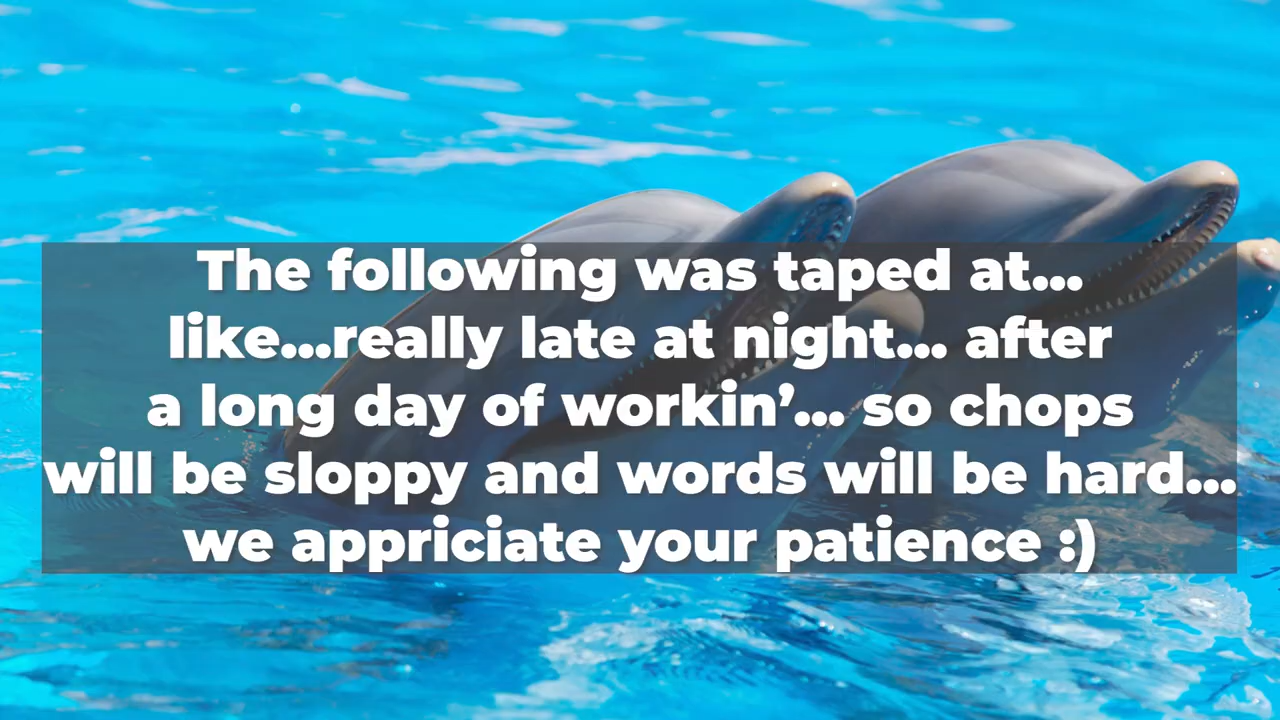 The following was taped at...
like...really late at night... after
a long day of workin’... so chops
will be sloppy and words will be hard...
we appriciate your patience :)